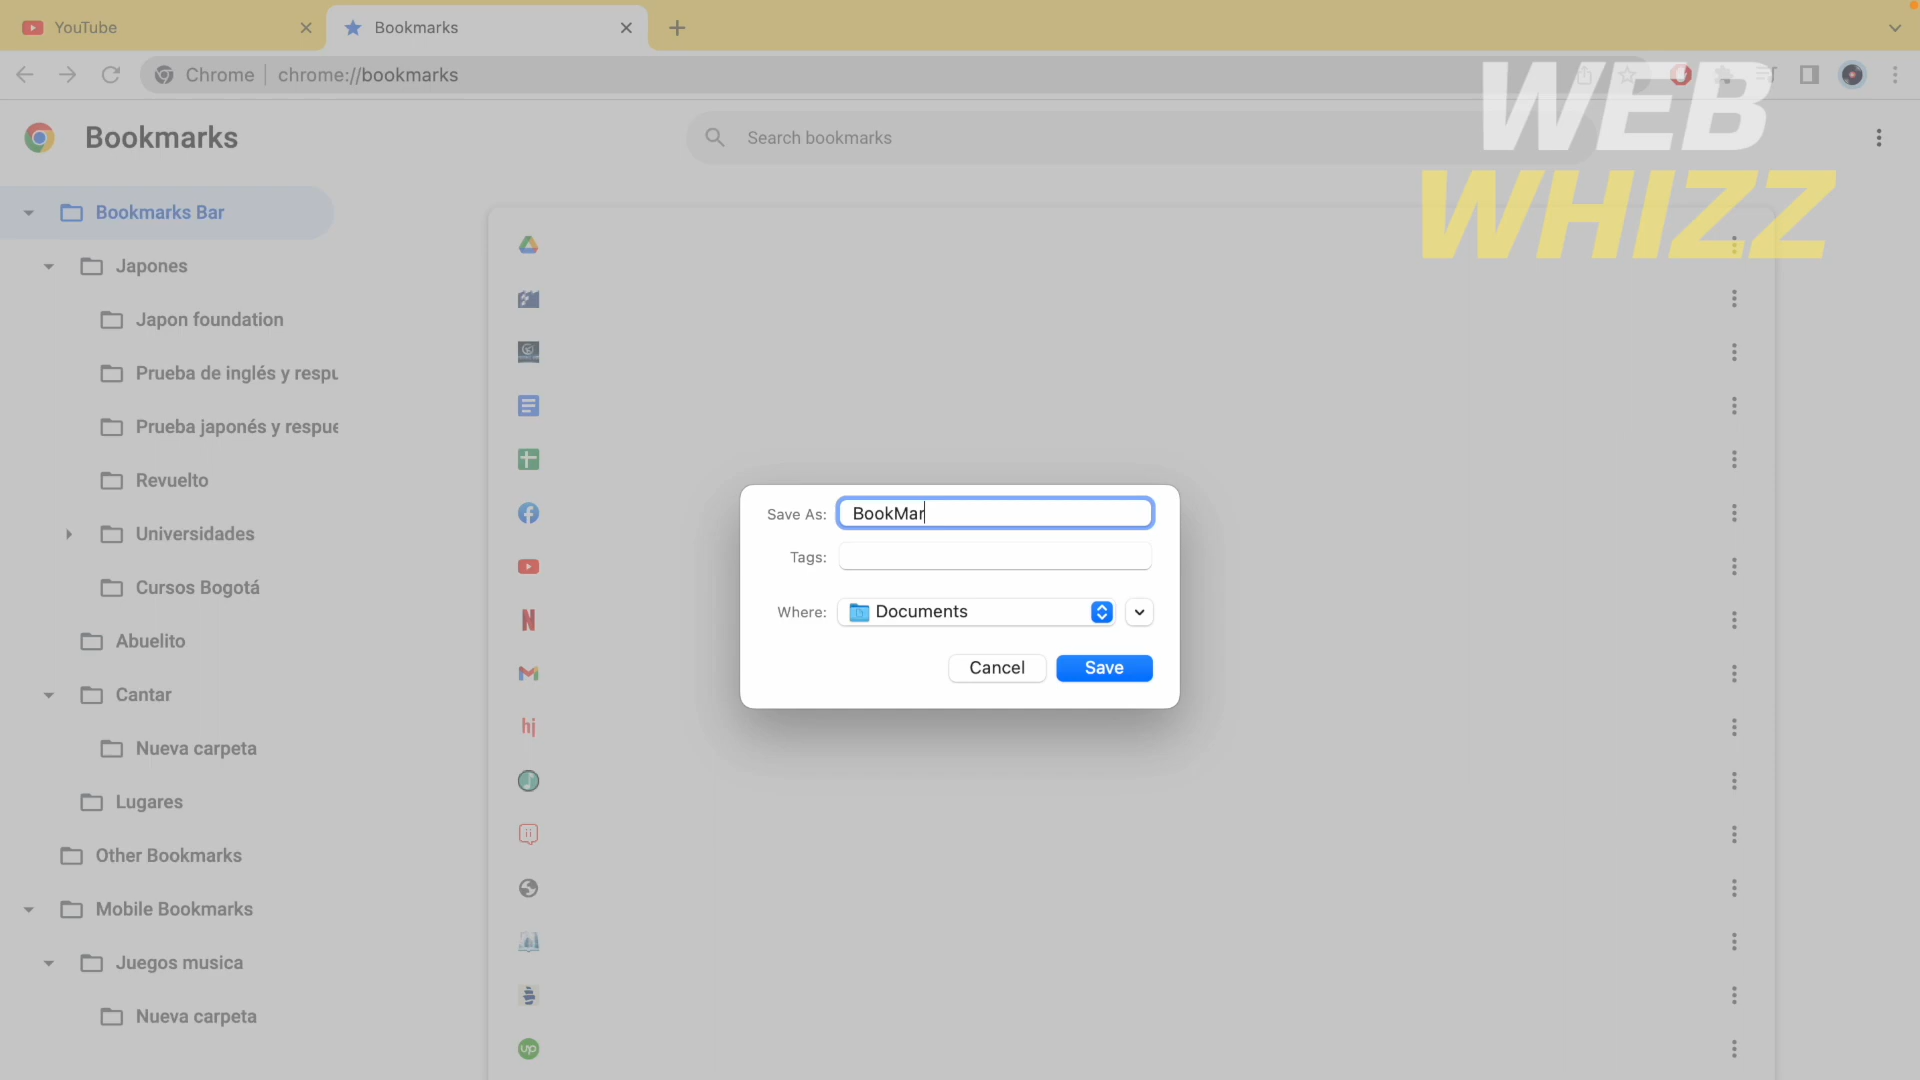 YouTube
Bookmarks
Chrome
chrome://bookmarks
WEB
WHIZZ
Bookmarks
Search bookmarks
Bookmarks Bar
Japones
Japon foundation
Prueba de inglés y respu
Prueba japonés y respue
Revuelto
Universidades
Cursos Bogotá
Abuelito
Cantar
Nueva carpeta
Lugares
Other Bookmarks
Mobile Bookmarks
Juegos musica
Nueva carpeta
N
hj
up
Save As: BookMar
Tags:
Where: Documents
Cancel Save